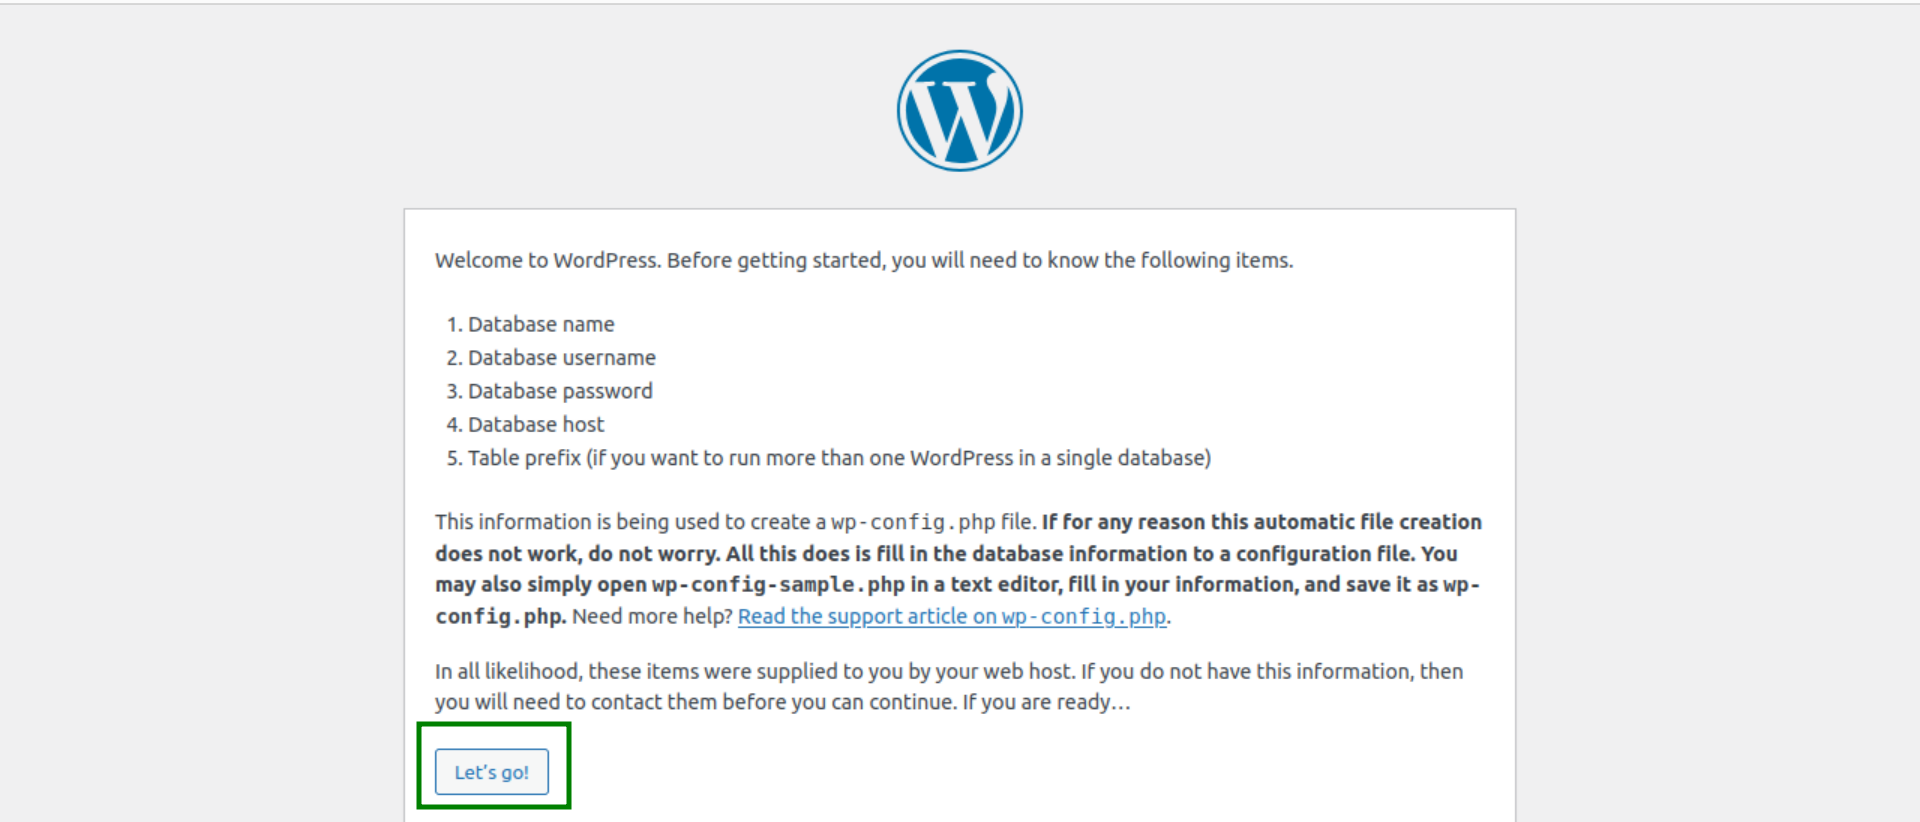 Welcome to WordPress. Before getting started, you will need to know the following items.
1. Database name
2. Database username
3. Database password
4. Database host
5. Table prefix (if you want to run more than one WordPress in a single database)
This information is being used to create a wp-config.php file. If for any reason this automatic file creation
does not work, do not worry. All this does is fill in the database information to a configuration file. You
may also simply open wp-config-sample.php in a text editor, fill in your information, and save it as wp-
config.php. Need more help? Read the support article on wp-config.php.
In all likelihood, these items were supplied to you by your web host. If you do not have this information, then
you will need to contact them before you can continue. If you are ready…
Let’s go!